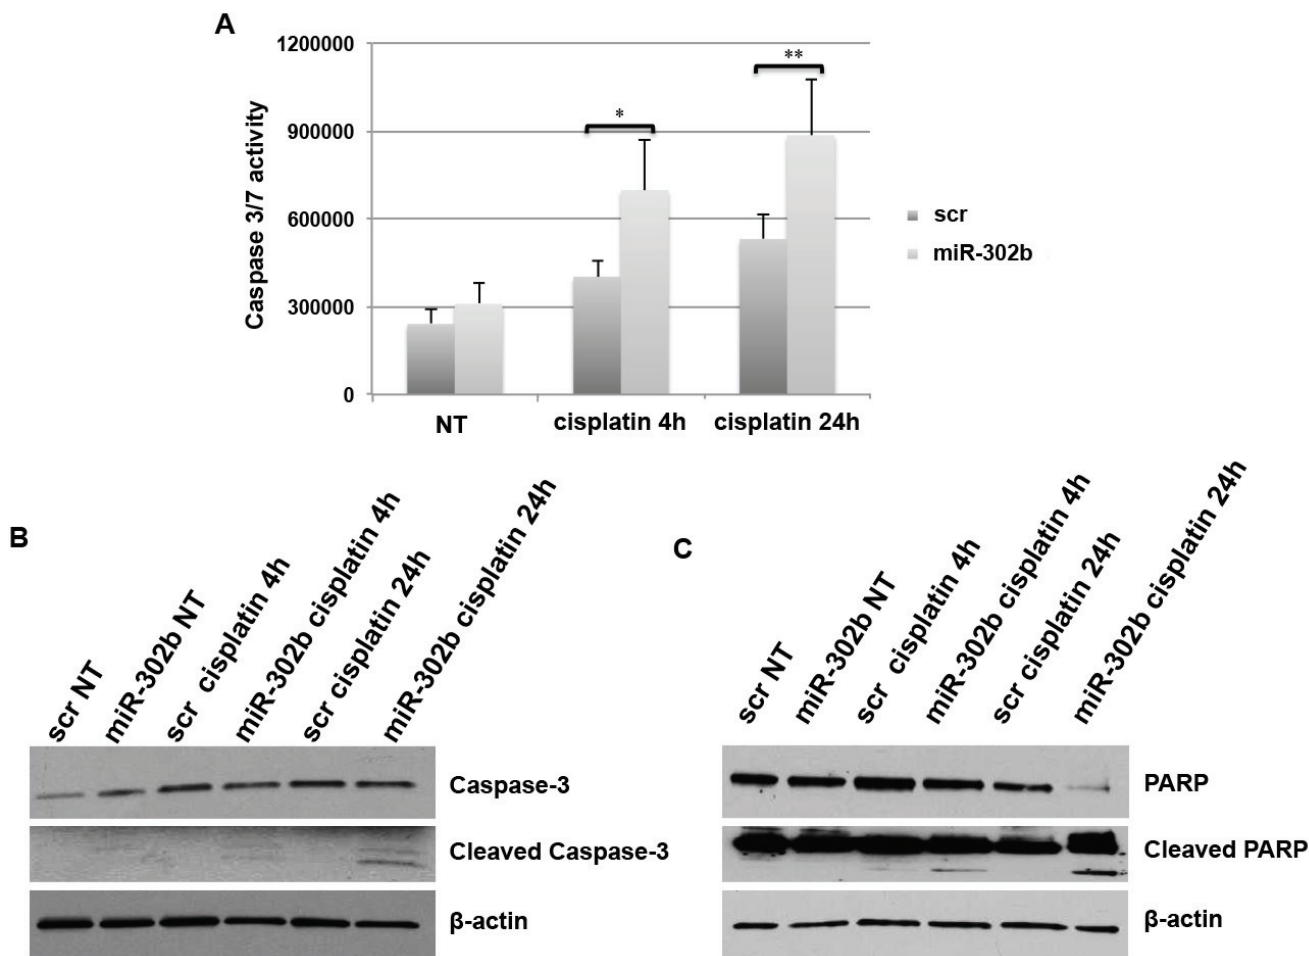 A
1200000
900000
600000
300000
0
Caspase 3/7 activity
*
**
scr
miR-302b
NT
cisplatin 4h
cisplatin 24h
B
scr NT
miR-302b NT
scr cisplatin 4h
miR-302b cisplatin 4h
scr cisplatin 24h
miR-302b cisplatin 24h
Caspase-3
Cleaved Caspase-3
β-actin
C
scr NT
miR-302b NT
scr cisplatin 4h
miR-302b cisplatin 4h
scr cisplatin 24h
miR-302b cisplatin 24h
PARP
Cleaved PARP
β-actin